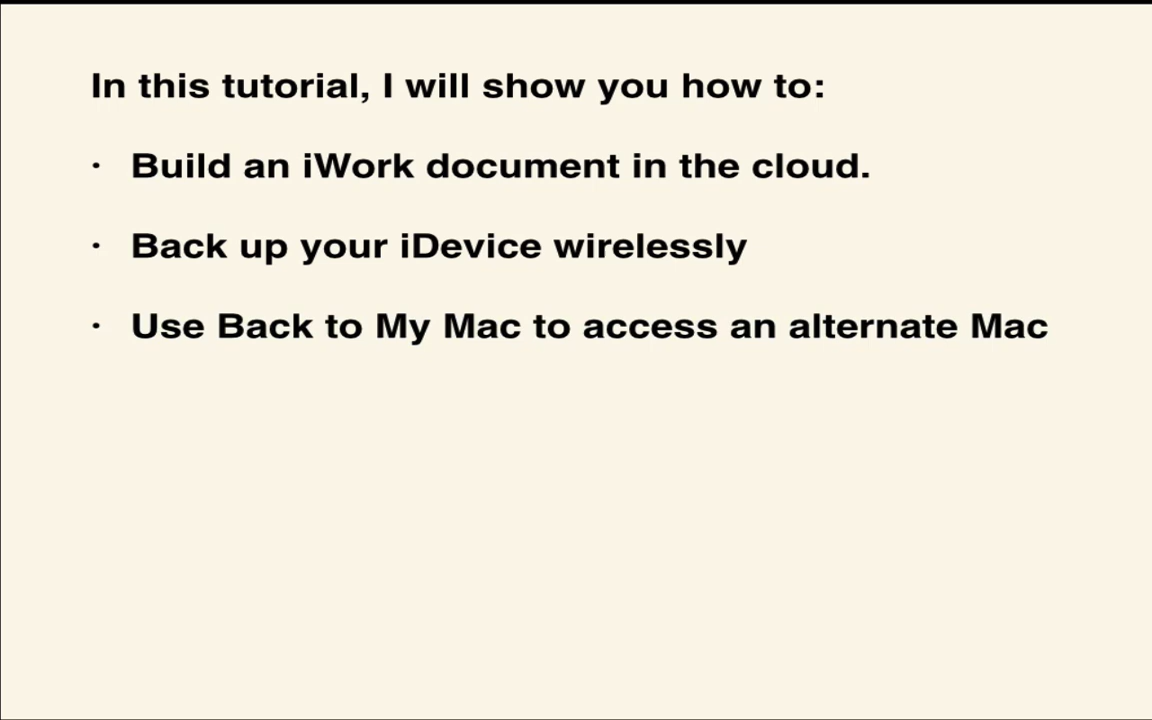 In this tutorial, I will show you how to:
· Build an iWork document in the cloud.
· Back up your iDevice wirelessly
· Use Back to My Mac to access an alternate Mac